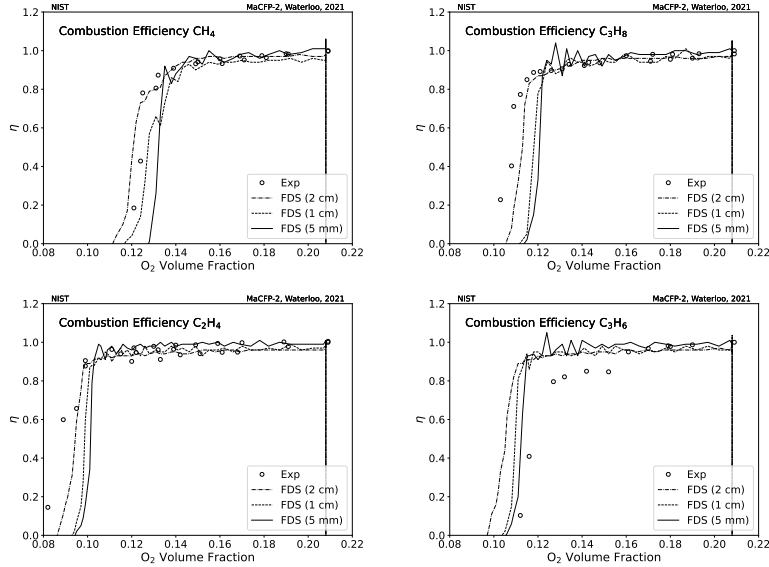 NIST MaCFP-2, Waterloo, 2021
Combustion Efficiency CH4
1.2
1.0
0.8
0.6
0.4
0.2
0.0
η
Exp
FDS (2 cm)
FDS (1 cm)
FDS (5 mm)
0.08 0.10 0.12 0.14 0.16 0.18 0.20 0.22
O2 Volume Fraction
NIST MaCFP-2, Waterloo, 2021
Combustion Efficiency C3H8
1.2
1.0
0.8
0.6
0.4
0.2
0.0
η
Exp
FDS (2 cm)
FDS (1 cm)
FDS (5 mm)
0.08 0.10 0.12 0.14 0.16 0.18 0.20 0.22
O2 Volume Fraction
NIST MaCFP-2, Waterloo, 2021
Combustion Efficiency C2H4
1.2
1.0
0.8
0.6
0.4
0.2
0.0
η
Exp
FDS (2 cm)
FDS (1 cm)
FDS (5 mm)
0.08 0.10 0.12 0.14 0.16 0.18 0.20 0.22
O2 Volume Fraction
NIST MaCFP-2, Waterloo, 2021
Combustion Efficiency C3H6
1.2
1.0
0.8
0.6
0.4
0.2
0.0
η
Exp
FDS (2 cm)
FDS (1 cm)
FDS (5 mm)
0.08 0.10 0.12 0.14 0.16 0.18 0.20 0.22
O2 Volume Fraction